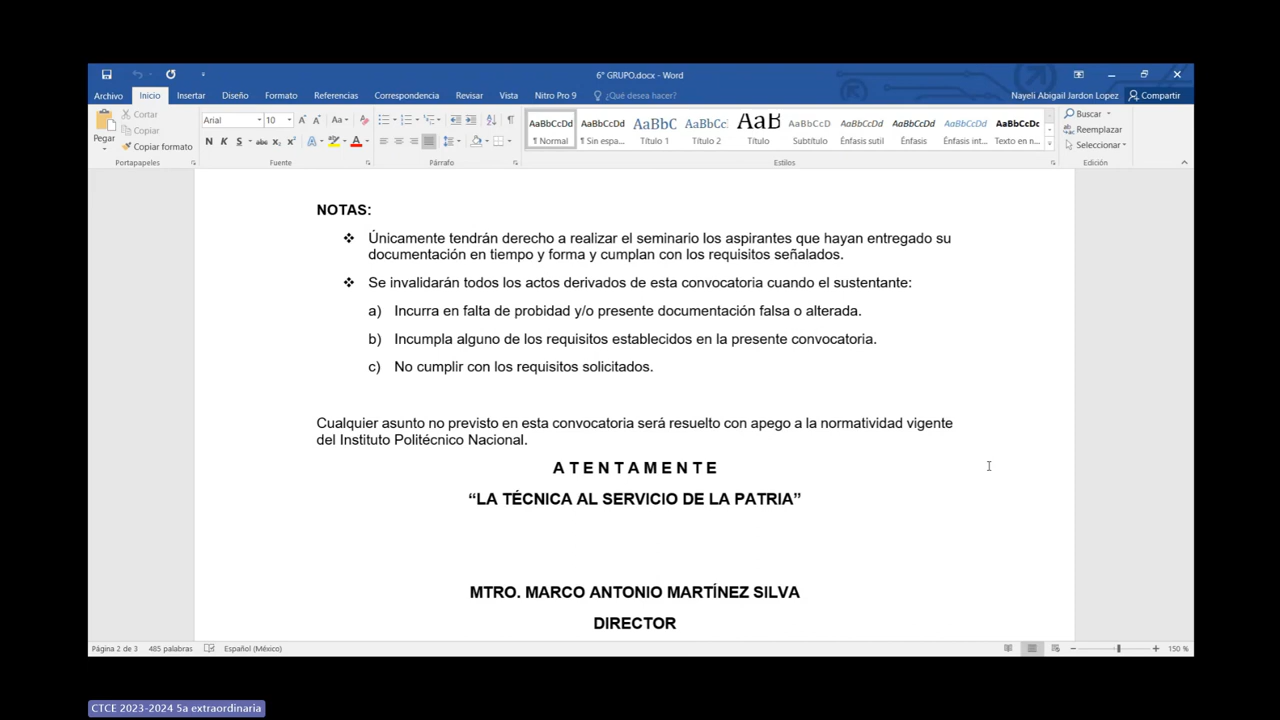 6° GRUPO.docx - Word
Archivo Inicio Insertar Diseño Formato Referencias Correspondencia Revisar Vista Nitro Pro 9 ¿Qué desea hacer? Nayeli Abigail Jardon Lopez Compartir
Pegar
Cortar
Copiar
Copiar formato
Portapapeles
Arial 10
N K S abc x₂ x²
Fuente
Párrafo
AaBbCcDd AaBbCcDd AaBbC AaBbCc AaB AaBbCcD AaBbCcDd AaBbCcDd AaBbCcDd AaBbCcDc
¶ Normal ¶ Sin espa... Título 1 Título 2 Título Subtítulo Énfasis sutil Énfasis Énfasis int... Texto en n...
Estilos
Buscar
Reemplazar
Seleccionar
Edición
NOTAS:
❖ Únicamente tendrán derecho a realizar el seminario los aspirantes que hayan entregado su
documentación en tiempo y forma y cumplan con los requisitos señalados.
❖ Se invalidarán todos los actos derivados de esta convocatoria cuando el sustentante:
a) Incurra en falta de probidad y/o presente documentación falsa o alterada.
b) Incumpla alguno de los requisitos establecidos en la presente convocatoria.
c) No cumplir con los requisitos solicitados.
Cualquier asunto no previsto en esta convocatoria será resuelto con apego a la normatividad vigente
del Instituto Politécnico Nacional.
A T E N T A M E N T E
“LA TÉCNICA AL SERVICIO DE LA PATRIA”
MTRO. MARCO ANTONIO MARTÍNEZ SILVA
DIRECTOR
Página 2 de 3 485 palabras Español (México) 150 %
CTCE 2023-2024 5a extraordinaria